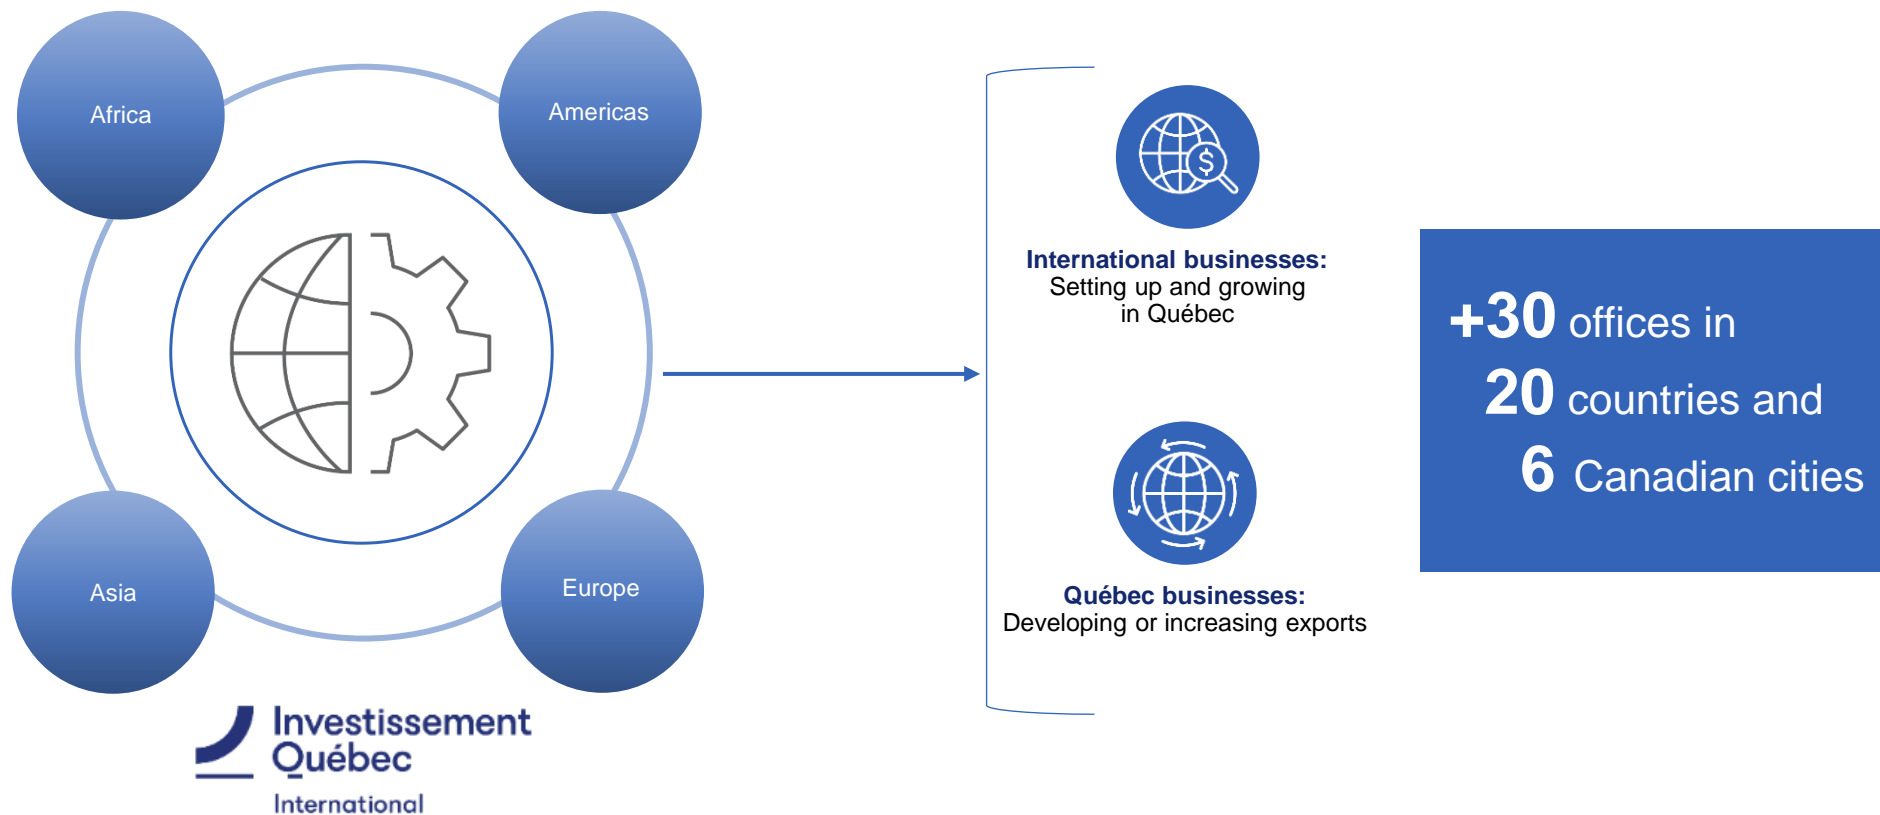 Africa
Americas
Asia
Europe
Investissement
Québec
International
$
International businesses:
Setting up and growing
in Québec
Québec businesses:
Developing or increasing exports
+30 offices in
20 countries and
6 Canadian cities